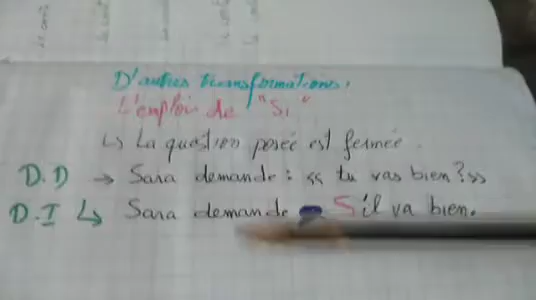 D'autres transformations.
L'emploi de "Si"
↳ La question posée est fermée.
D.D → Sara demande : « tu vas bien ? »
D.I ↳ Sara demande S'il va bien.